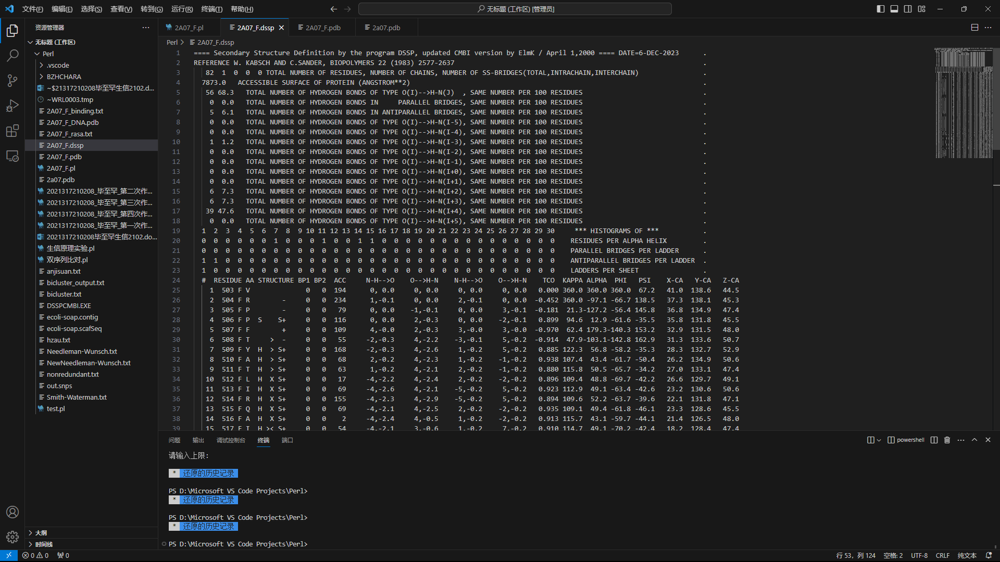 文件(F) 编辑(E) 选择(S) 查看(V) 转到(G) 运行(R) 终端(T) 帮助(H)
无标题 (工作区) [管理员]
资源管理器
无标题 (工作区)
Perl
.vscode
BZHCHARA
~$21317210208毕至罕生信2102.d...
~WRL0003.tmp
2A07_F_binding.txt
2A07_F_DNA.pdb
2A07_F_rasa.txt
2A07_F.dssp
2A07_F.pdb
2A07_F.pl
2a07.pdb
2021317210208_毕至罕_第二次作...
2021317210208_毕至罕_第三次作...
2021317210208_毕至罕_第四次作...
2021317210208_毕至罕_第一次作...
2021317210208毕至罕生信2102.do...
生信原理实验.pl
双序列比对.pl
anjisuan.txt
bicluster_output.txt
bicluster.txt
DSSPCMBI.EXE
ecoli-soap.contig
ecoli-soap.scafSeq
hzau.txt
Needleman-Wunsch.txt
NewNeedleman-Wunsch.txt
nonredundant.txt
out.snps
Smith-Waterman.txt
test.pl
大纲
时间线
2A07_F.pl 2A07_F.dssp 2A07_F.pdb 2a07.pdb
Perl > 2A07_F.dssp
1 ==== Secondary Structure Definition by the program DSSP, updated CMBI version by ElmK / April 1,2000 ==== DATE=6-DEC-2023 .
2 REFERENCE W. KABSCH AND C.SANDER, BIOPOLYMERS 22 (1983) 2577-2637 .
3 82 1 0 0 0 TOTAL NUMBER OF RESIDUES, NUMBER OF CHAINS, NUMBER OF SS-BRIDGES(TOTAL,INTRACHAIN,INTERCHAIN) .
4 7873.0 ACCESSIBLE SURFACE OF PROTEIN (ANGSTROM**2) .
5 56 68.3 TOTAL NUMBER OF HYDROGEN BONDS OF TYPE O(I)-->H-N(J) , SAME NUMBER PER 100 RESIDUES .
6 0 0.0 TOTAL NUMBER OF HYDROGEN BONDS IN PARALLEL BRIDGES, SAME NUMBER PER 100 RESIDUES .
7 5 6.1 TOTAL NUMBER OF HYDROGEN BONDS IN ANTIPARALLEL BRIDGES, SAME NUMBER PER 100 RESIDUES .
8 0 0.0 TOTAL NUMBER OF HYDROGEN BONDS OF TYPE O(I)-->H-N(I-5), SAME NUMBER PER 100 RESIDUES .
9 0 0.0 TOTAL NUMBER OF HYDROGEN BONDS OF TYPE O(I)-->H-N(I-4), SAME NUMBER PER 100 RESIDUES .
10 1 1.2 TOTAL NUMBER OF HYDROGEN BONDS OF TYPE O(I)-->H-N(I-3), SAME NUMBER PER 100 RESIDUES .
11 0 0.0 TOTAL NUMBER OF HYDROGEN BONDS OF TYPE O(I)-->H-N(I-2), SAME NUMBER PER 100 RESIDUES .
12 0 0.0 TOTAL NUMBER OF HYDROGEN BONDS OF TYPE O(I)-->H-N(I-1), SAME NUMBER PER 100 RESIDUES .
13 0 0.0 TOTAL NUMBER OF HYDROGEN BONDS OF TYPE O(I)-->H-N(I+0), SAME NUMBER PER 100 RESIDUES .
14 0 0.0 TOTAL NUMBER OF HYDROGEN BONDS OF TYPE O(I)-->H-N(I+1), SAME NUMBER PER 100 RESIDUES .
15 6 7.3 TOTAL NUMBER OF HYDROGEN BONDS OF TYPE O(I)-->H-N(I+2), SAME NUMBER PER 100 RESIDUES .
16 6 7.3 TOTAL NUMBER OF HYDROGEN BONDS OF TYPE O(I)-->H-N(I+3), SAME NUMBER PER 100 RESIDUES .
17 39 47.6 TOTAL NUMBER OF HYDROGEN BONDS OF TYPE O(I)-->H-N(I+4), SAME NUMBER PER 100 RESIDUES .
18 0 0.0 TOTAL NUMBER OF HYDROGEN BONDS OF TYPE O(I)-->H-N(I+5), SAME NUMBER PER 100 RESIDUES .
19 1 2 3 4 5 6 7 8 9 10 11 12 13 14 15 16 17 18 19 20 21 22 23 24 25 26 27 28 29 30 *** HISTOGRAMS OF *** .
20 0 0 0 0 0 0 1 0 0 0 1 0 0 1 1 0 0 0 0 0 0 0 0 0 0 0 0 0 0 0 RESIDUES PER ALPHA HELIX .
21 0 0 0 0 0 0 0 0 0 0 0 0 0 0 0 0 0 0 0 0 0 0 0 0 0 0 0 0 0 0 PARALLEL BRIDGES PER LADDER .
22 1 1 0 0 0 0 0 0 0 0 0 0 0 0 0 0 0 0 0 0 0 0 0 0 0 0 0 0 0 0 ANTIPARALLEL BRIDGES PER LADDER .
23 1 0 0 0 0 0 0 0 0 0 0 0 0 0 0 0 0 0 0 0 0 0 0 0 0 0 0 0 0 0 LADDERS PER SHEET .
24 # RESIDUE AA STRUCTURE BP1 BP2 ACC N-H-->O O-->H-N N-H-->O O-->H-N TCO KAPPA ALPHA PHI PSI X-CA Y-CA Z-CA
25 1 503 F V 0 0 194 0, 0.0 0, 0.0 0, 0.0 0, 0.0 0.000 360.0 360.0 360.0 67.2 41.0 138.6 44.5
26 2 504 F R - 0 0 234 1,-0.1 0, 0.0 2,-0.1 0, 0.0 -0.452 360.0 -97.1 -66.7 138.5 37.3 138.1 45.3
27 3 505 F P - 0 0 79 0, 0.0 -1,-0.1 0, 0.0 3,-0.1 -0.181 21.3-127.2 -56.4 145.8 36.8 134.9 47.4
28 4 506 F P S S+ 0 0 116 0, 0.0 2,-0.3 0, 0.0 -2,-0.1 0.899 94.6 12.9 -61.6 -35.5 35.8 131.8 45.5
29 5 507 F F + 0 0 109 4,-0.0 2,-0.3 3,-0.0 3,-0.0 -0.970 62.4 179.3-140.3 153.2 32.9 131.5 48.0
30 6 508 F T > - 0 0 55 -2,-0.3 4,-2.2 -3,-0.1 5,-0.2 -0.914 47.9-103.1-142.8 162.9 31.3 133.6 50.7
31 7 509 F Y H > S+ 0 0 168 -2,-0.3 4,-2.6 1,-0.2 5,-0.2 0.885 122.3 56.8 -58.2 -35.3 28.3 132.7 52.9
32 8 510 F A H > S+ 0 0 68 2,-0.2 4,-2.3 1,-0.2 -1,-0.2 0.938 107.4 43.4 -61.7 -50.4 26.2 134.9 50.6
33 9 511 F T H > S+ 0 0 63 1,-0.2 4,-2.1 2,-0.2 -1,-0.2 0.880 115.8 50.5 -65.7 -34.2 27.0 133.1 47.4
34 10 512 F L H X S+ 0 0 17 -4,-2.2 4,-2.4 2,-0.2 -2,-0.2 0.896 109.4 48.8 -69.7 -42.2 26.6 129.7 49.1
35 11 513 F I H X S+ 0 0 69 -4,-2.6 4,-2.1 -5,-0.2 5,-0.2 0.923 112.9 49.1 -63.4 -42.6 23.2 130.6 50.6
36 12 514 F R H X S+ 0 0 155 -4,-2.3 4,-2.9 -5,-0.2 5,-0.2 0.894 109.6 52.2 -63.7 -39.6 22.1 131.8 47.1
37 13 515 F Q H X S+ 0 0 69 -4,-2.1 4,-2.5 2,-0.2 -2,-0.2 0.935 109.1 49.4 -61.8 -46.1 23.3 128.6 45.5
38 14 516 F A H X S+ 0 0 2 -4,-2.4 4,-0.5 1,-0.2 -2,-0.2 0.913 115.7 43.1 -59.7 -44.1 21.4 126.5 48.0
39 15 517 F I H >< S+ 0 0 54 -4,-2.1 3,-0.6 1,-0.2 7,-0.2 0.910 114.7 49.1 -70.2 -42.4 18.2 128.4 47.4
问题 输出 调试控制台 终端 端口
powershell
请输入上限:
* 还原的历史记录
PS D:\Microsoft VS Code Projects\Perl>
* 还原的历史记录
PS D:\Microsoft VS Code Projects\Perl>
* 还原的历史记录
PS D:\Microsoft VS Code Projects\Perl>
0 0 0
行 53, 列 124 空格: 2 UTF-8 CRLF 纯文本